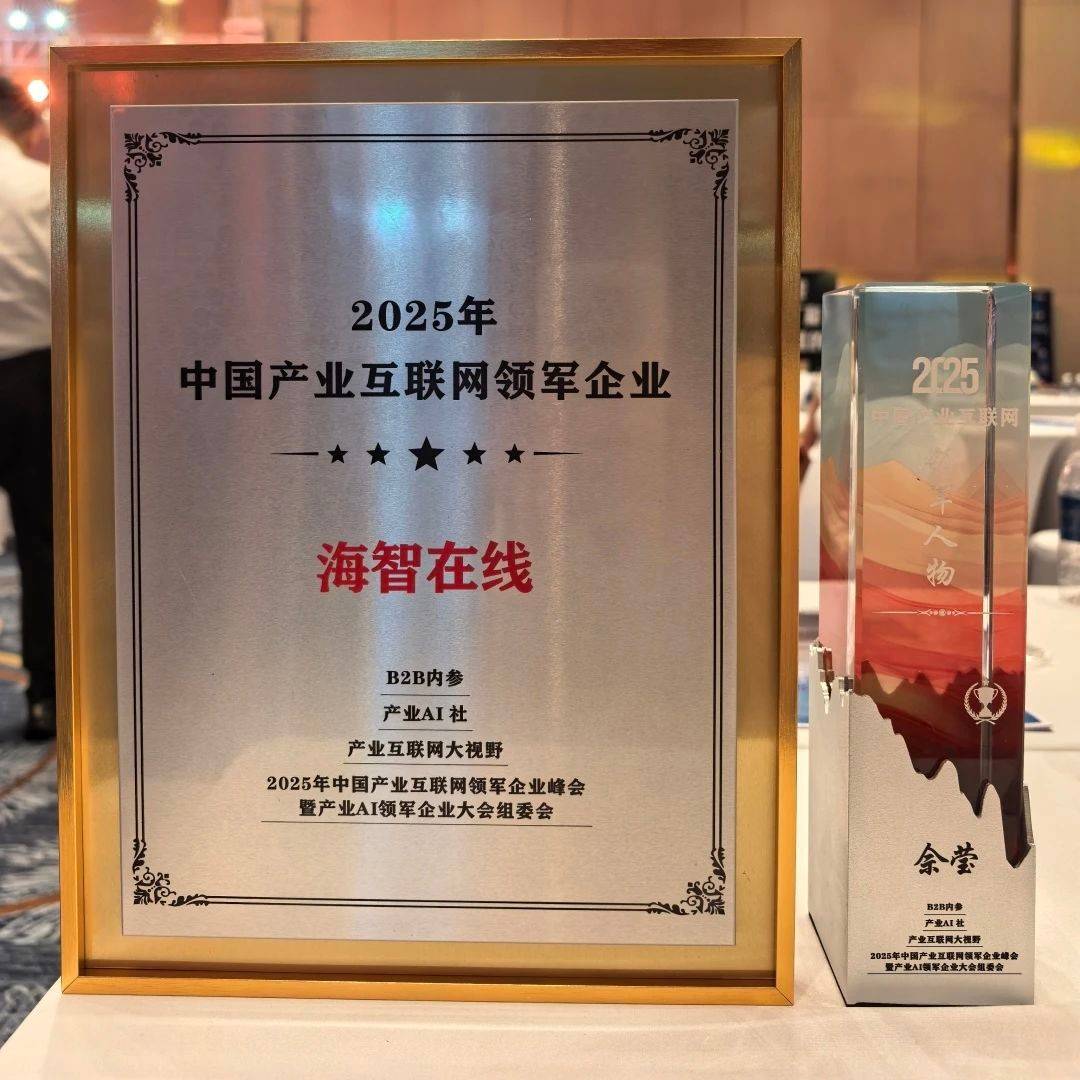 2025年
中国产业互联网领军企业
海智在线
B2B内参
产业AI 社
产业互联网大视野
2025年中国产业互联网领军企业峰会
暨产业AI领军企业大会组委会
2025
中国产业互联网
领军人物
佘莹
B2B内参
产业AI 社
产业互联网大视野
2025年中国产业互联网领军企业峰会
暨产业AI领军企业大会组委会